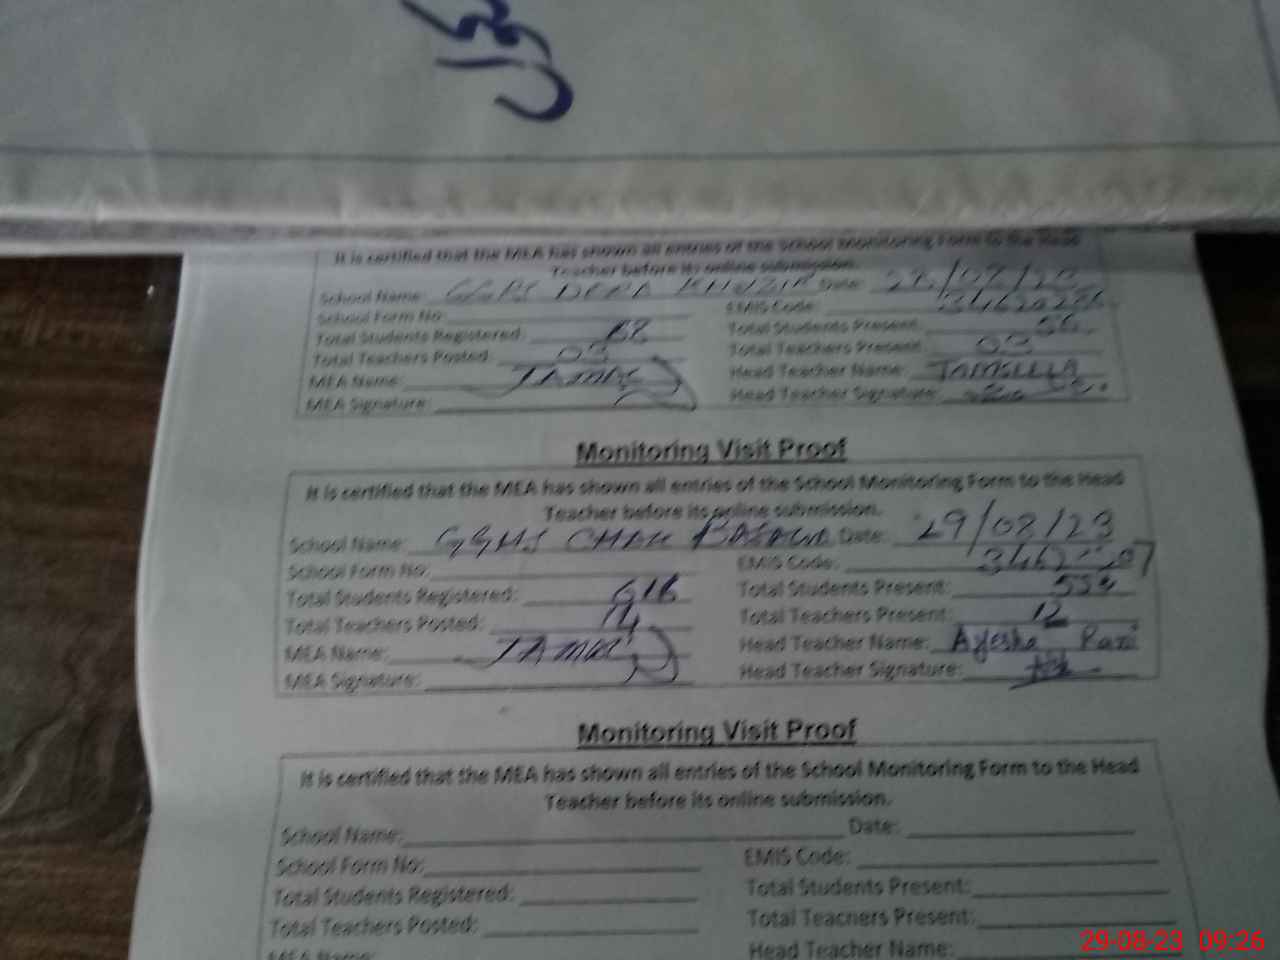 It is certified that the MEA has shown all entries of the School Monitoring Form to the Head
Teacher before its online submission.
School Name: DERA KHIZIR Date:
School Form No: EMIS Code:
Total Students Registered: 68 Total Students Present: 56
Total Teachers Posted: 03 Total Teachers Present: 03
MEA Name: Head Teacher Name:
MEA Signature: Head Teacher Signature:
Monitoring Visit Proof
It is certified that the MEA has shown all entries of the School Monitoring Form to the Head
Teacher before its online submission.
School Name: GGHS CHAK Date: 29/08/23
School Form No: EMIS Code:
Total Students Registered: 616 Total Students Present:
Total Teachers Posted: 14 Total Teachers Present: 12
MEA Name: Head Teacher Name: Ayesha
MEA Signature: Head Teacher Signature:
Monitoring Visit Proof
It is certified that the MEA has shown all entries of the School Monitoring Form to the Head
Teacher before its online submission.
School Name: Date:
School Form No: EMIS Code:
Total Students Registered: Total Students Present:
Total Teachers Posted: Total Teachers Present:
MEA Name: Head Teacher Name:
29-08-23 09:26